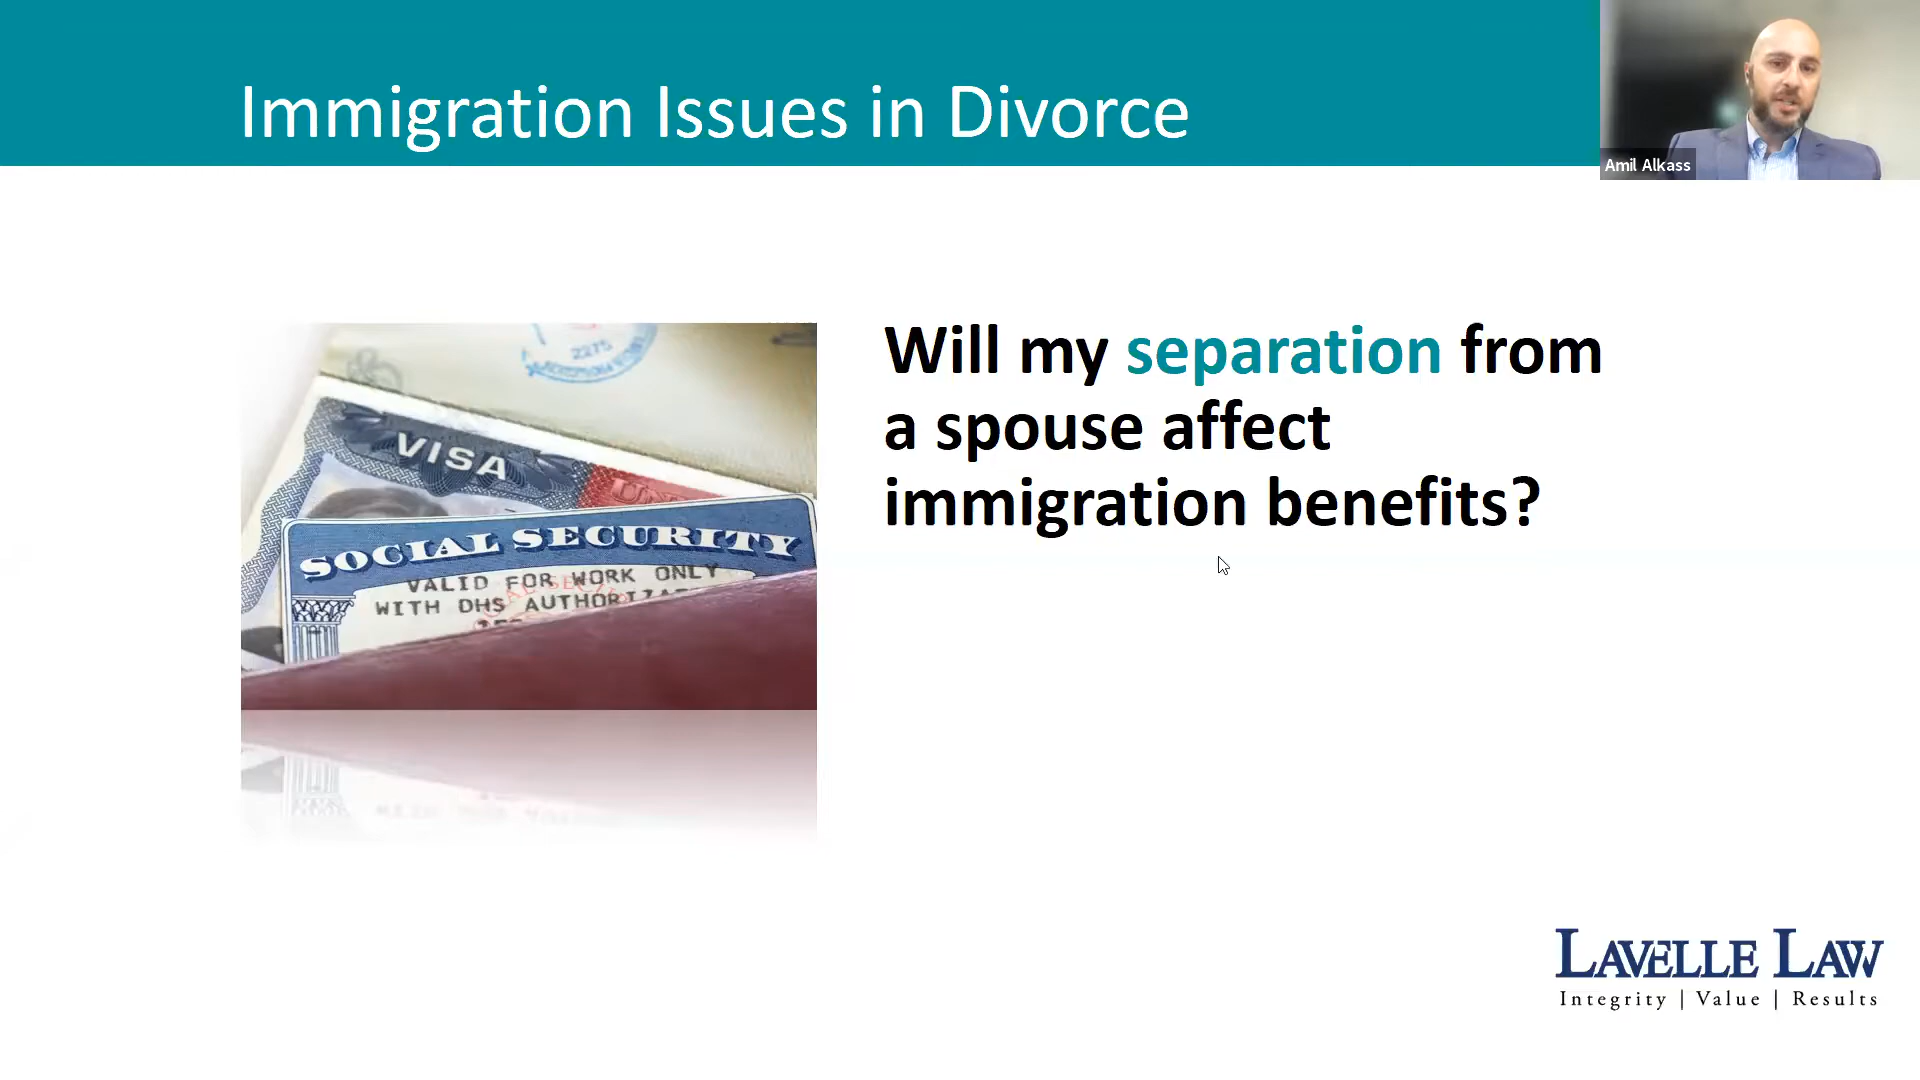 Immigration Issues in Divorce
Amil Alkass
Will my separation from
a spouse affect
immigration benefits?
2275
VISA
SOCIAL SECURITY
VALID FOR WORK ONLY
WITH DHS
LAVELLE LAW
Integrity | Value | Results